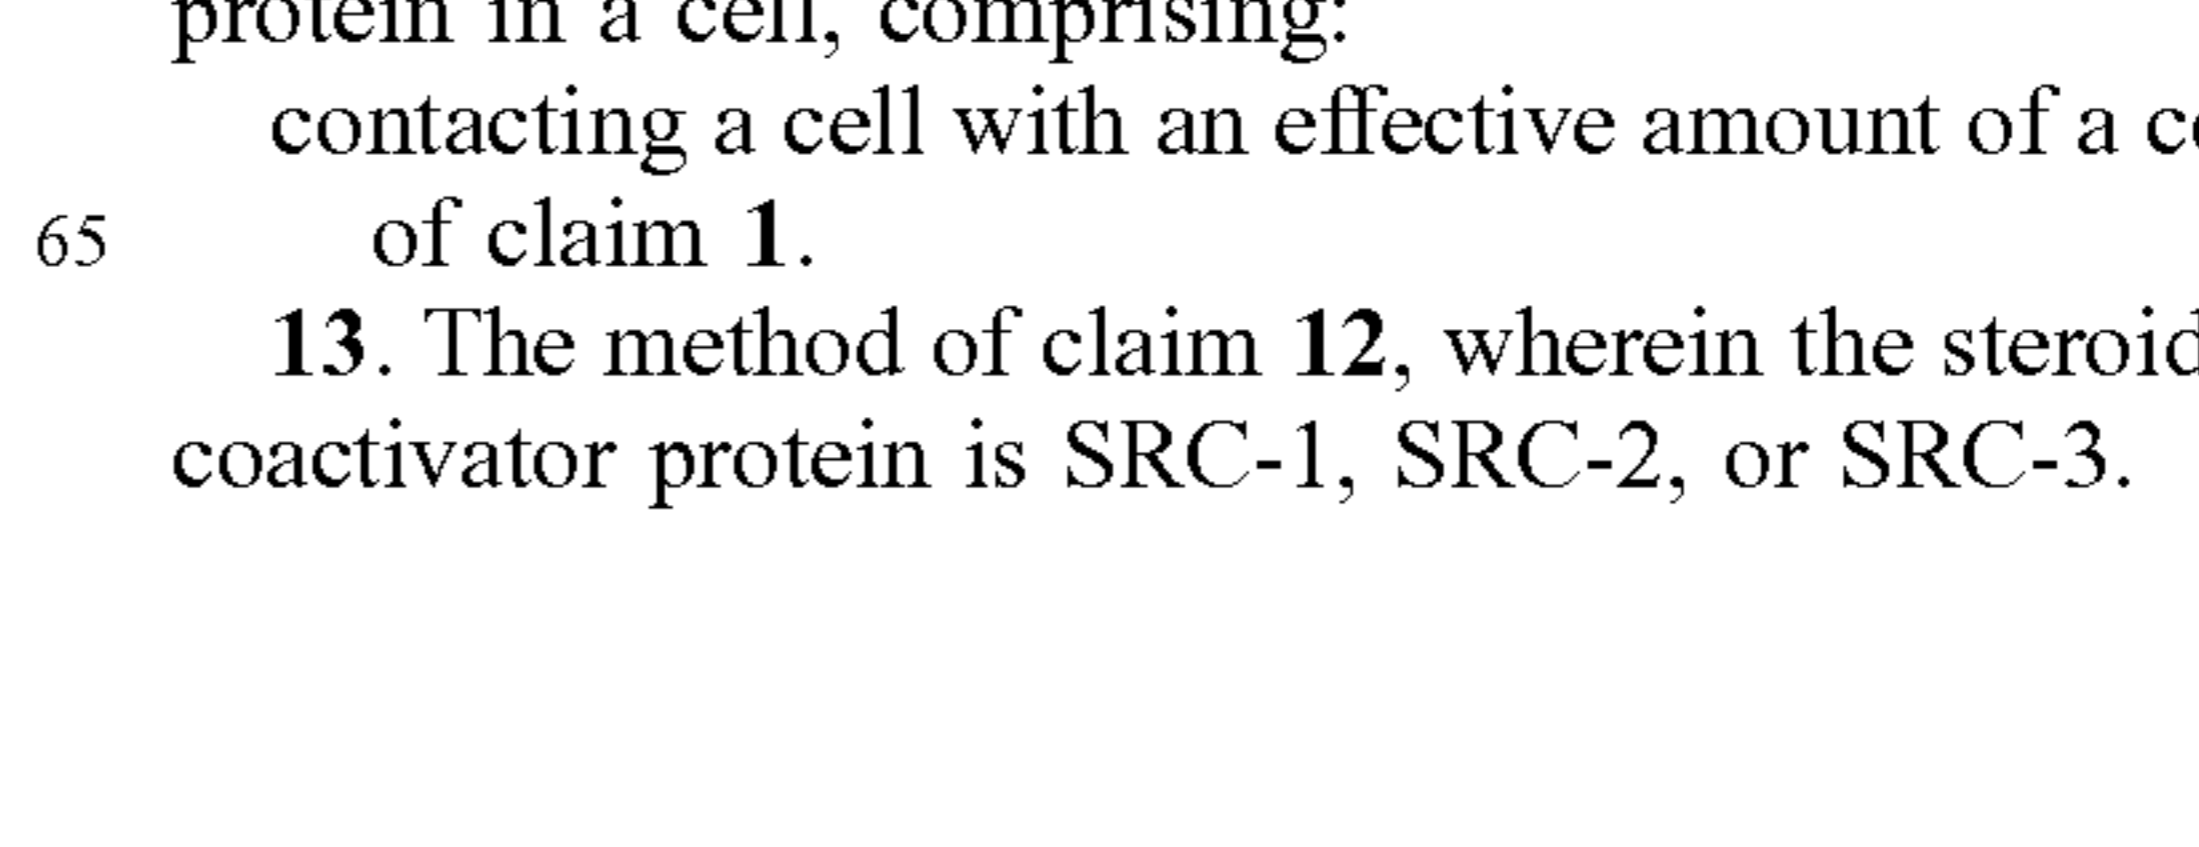 protein in a cell, comprising:
contacting a cell with an effective amount of a
65 of claim 1.
13. The method of claim 12, wherein the steroid
coactivator protein is SRC-1, SRC-2, or SRC-3.